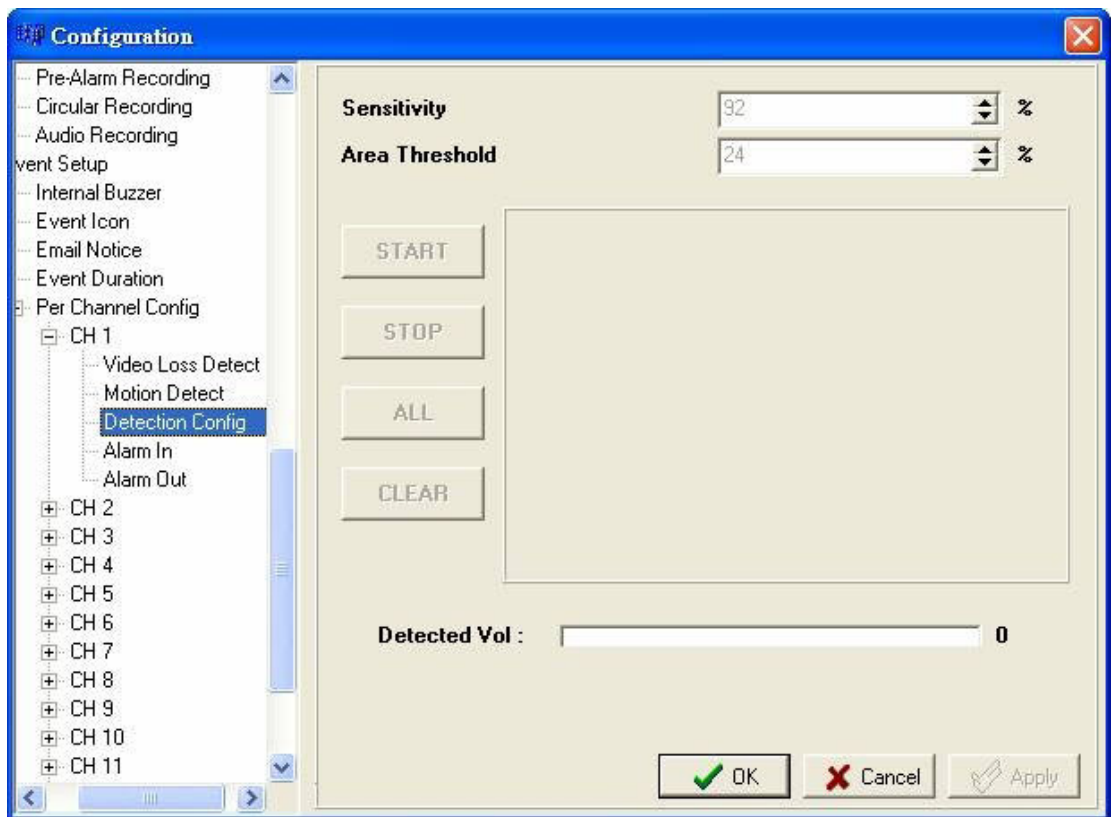 Configuration
Pre-Alarm Recording
Circular Recording
Audio Recording
vent Setup
Internal Buzzer
Event Icon
Email Notice
Event Duration
Per Channel Config
CH 1
Video Loss Detect
Motion Detect
Detection Config
Alarm In
Alarm Out
CH 2
CH 3
CH 4
CH 5
CH 6
CH 7
CH 8
CH 9
CH 10
CH 11
Sensitivity 92 %
Area Threshold 24 %
START
STOP
ALL
CLEAR
Detected Vol : 0
OK Cancel Apply